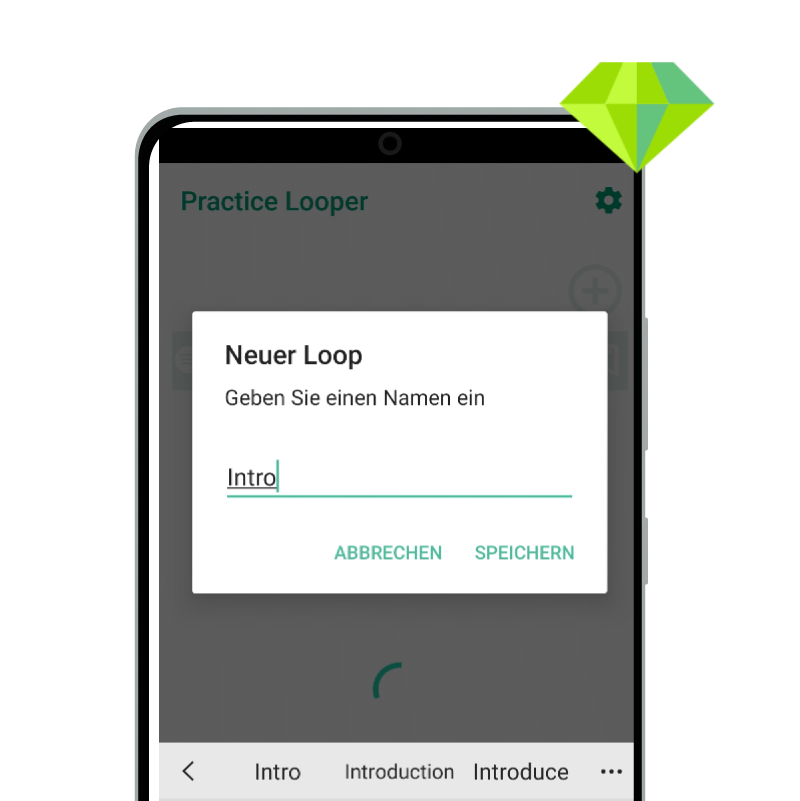 Practice Looper
Neuer Loop
Geben Sie einen Namen ein
Intro
ABBRECHEN SPEICHERN
Intro Introduction Introduce